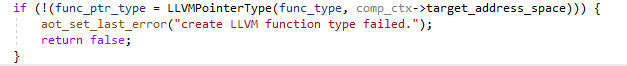 if (!(func_ptr_type = LLVMPointerType(func_type, comp_ctx->target_address_space))) {
    aot_set_last_error("create LLVM function type failed.");
    return false;
}